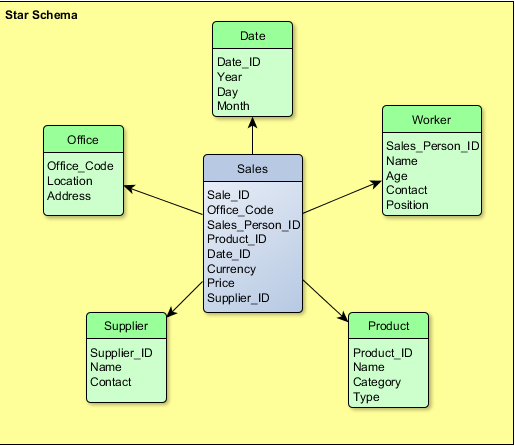 Star Schema
Date
Date_ID
Year
Day
Month
Office
Office_Code
Location
Address
Worker
Sales_Person_ID
Name
Age
Contact
Position
Sales
Sale_ID
Office_Code
Sales_Person_ID
Product_ID
Date_ID
Currency
Price
Supplier_ID
Supplier
Supplier_ID
Name
Contact
Product
Product_ID
Name
Category
Type